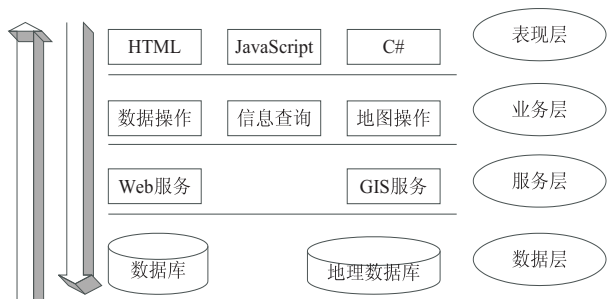 HTML JavaScript C# 表现层
数据操作 信息查询 地图操作 业务层
Web服务 GIS服务 服务层
数据库 地理数据库 数据层